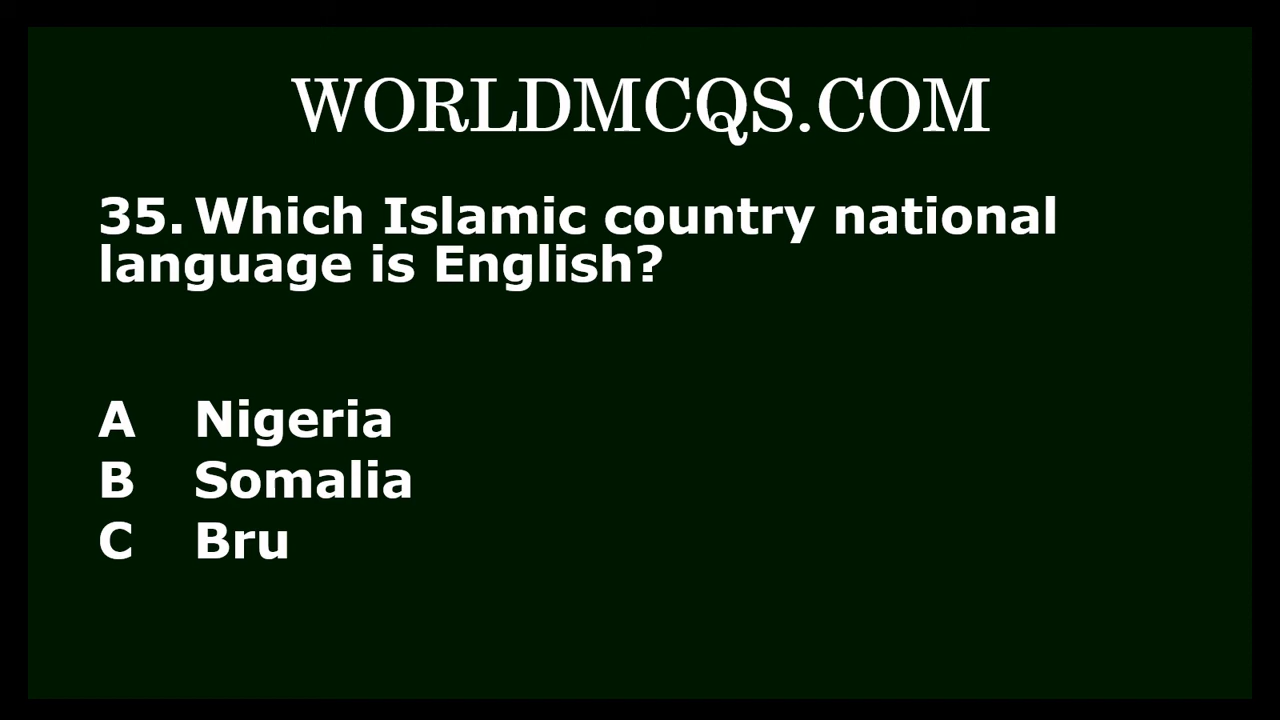 WORLDMCQS.COM
35. Which Islamic country national
language is English?
A Nigeria
B Somalia
C Bru